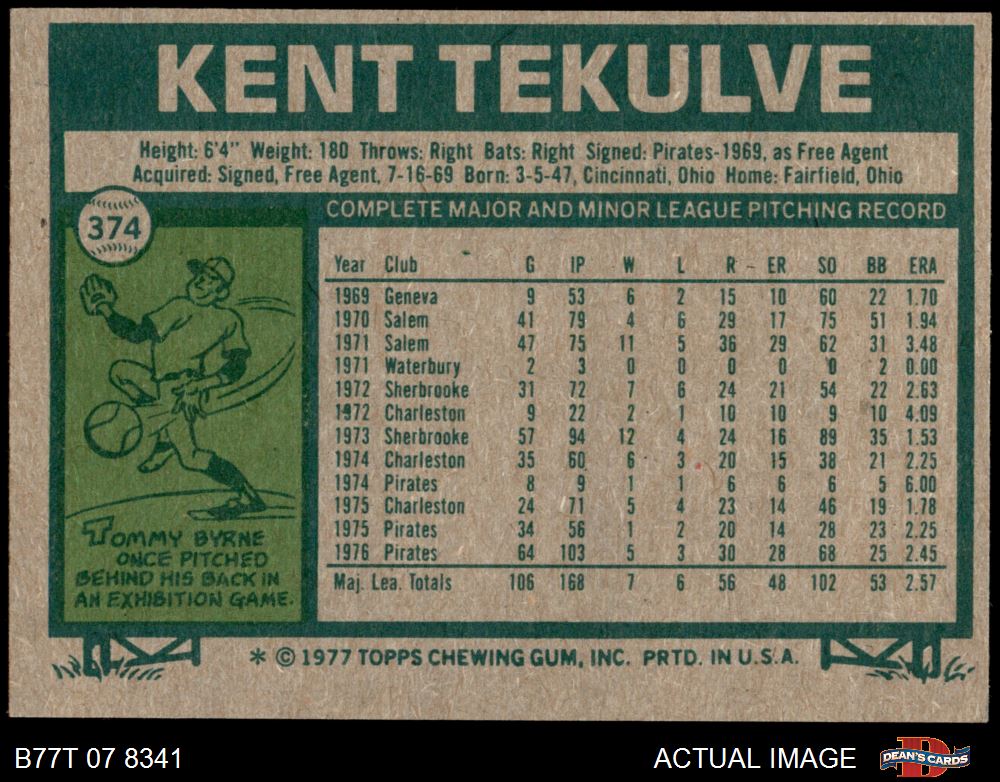 KENT TEKULVE
Height: 6'4" Weight: 180 Throws: Right Bats: Right Signed: Pirates-1969, as Free Agent
Acquired: Signed, Free Agent, 7-16-69 Born: 3-5-47, Cincinnati, Ohio Home: Fairfield, Ohio
374
COMPLETE MAJOR AND MINOR LEAGUE PITCHING RECORD
Year Club G IP W L R ER SO BB ERA
1969 Geneva 9 53 6 2 15 10 60 22 1.70
1970 Salem 41 79 4 6 29 17 75 51 1.94
1971 Salem 47 75 11 5 36 29 62 31 3.48
1971 Waterbury 2 3 0 0 0 0 0 2 0.00
1972 Sherbrooke 31 72 7 6 24 21 54 22 2.63
1972 Charleston 9 22 2 1 10 10 9 10 4.09
1973 Sherbrooke 57 94 12 4 24 16 89 35 1.53
1974 Charleston 35 60 6 3 20 15 38 21 2.25
1974 Pirates 8 9 1 1 6 6 6 5 6.00
1975 Charleston 24 71 5 4 23 14 46 19 1.78
1975 Pirates 34 56 1 2 20 14 28 23 2.25
1976 Pirates 64 103 5 3 30 28 68 25 2.45
Maj. Lea. Totals 106 168 7 6 56 48 102 53 2.57
TOMMY BYRNE
ONCE PITCHED
BEHIND HIS BACK IN
AN EXHIBITION GAME.
* © 1977 TOPPS CHEWING GUM, INC. PRTD. IN U.S.A.
B77T 07 8341
ACTUAL IMAGE
D
DEAN'S CARDS